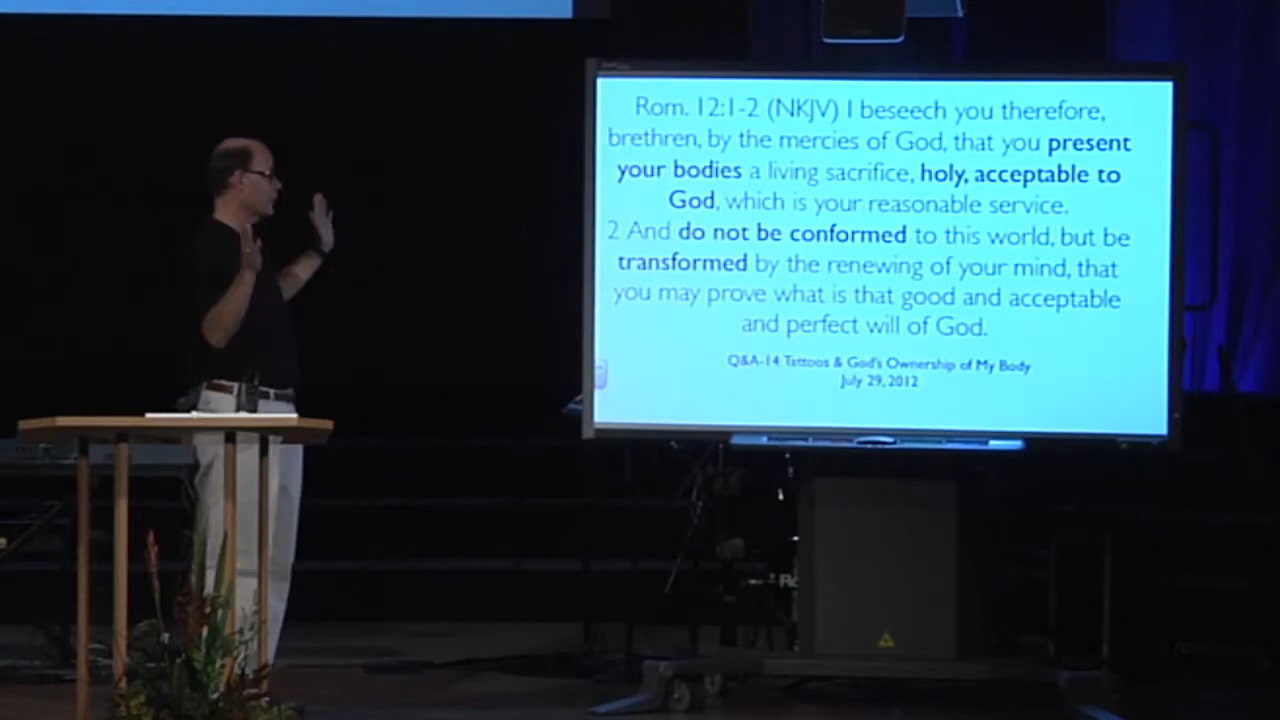 Rom. 12:1-2 (NKJV) I beseech you therefore,
brethren, by the mercies of God, that you present
your bodies a living sacrifice, holy, acceptable to
God, which is your reasonable service.
2 And do not be conformed to this world, but be
transformed by the renewing of your mind, that
you may prove what is that good and acceptable
and perfect will of God.
Q&A-14: Tattoos & God's Ownership of My Body
July 29, 2012